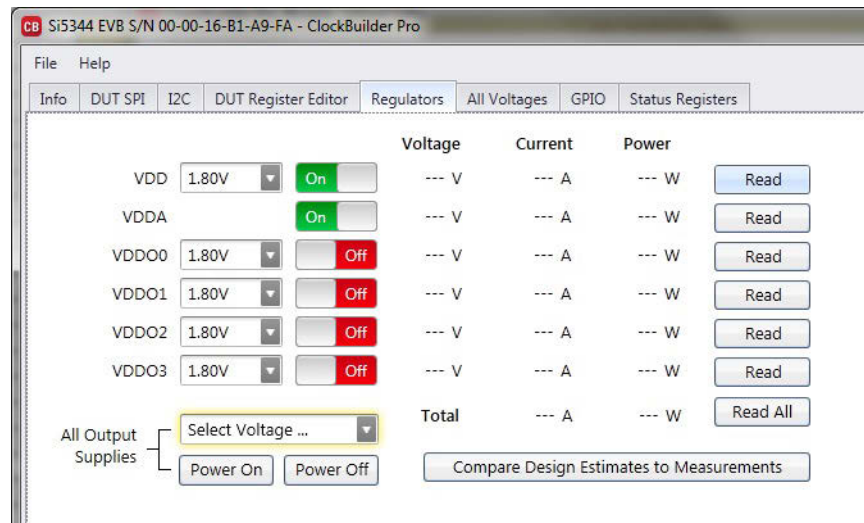 CB Si5344 EVB S/N 00-00-16-B1-A9-FA - ClockBuilder Pro
File Help
Info DUT SPI I2C DUT Register Editor Regulators All Voltages GPIO Status Registers
Voltage Current Power
VDD 1.80V On --- V --- A --- W Read
VDDA On --- V --- A --- W Read
VDDO0 1.80V Off --- V --- A --- W Read
VDDO1 1.80V Off --- V --- A --- W Read
VDDO2 1.80V Off --- V --- A --- W Read
VDDO3 1.80V Off --- V --- A --- W Read
Total --- A --- W Read All
All Output Supplies
Select Voltage ...
Power On Power Off Compare Design Estimates to Measurements